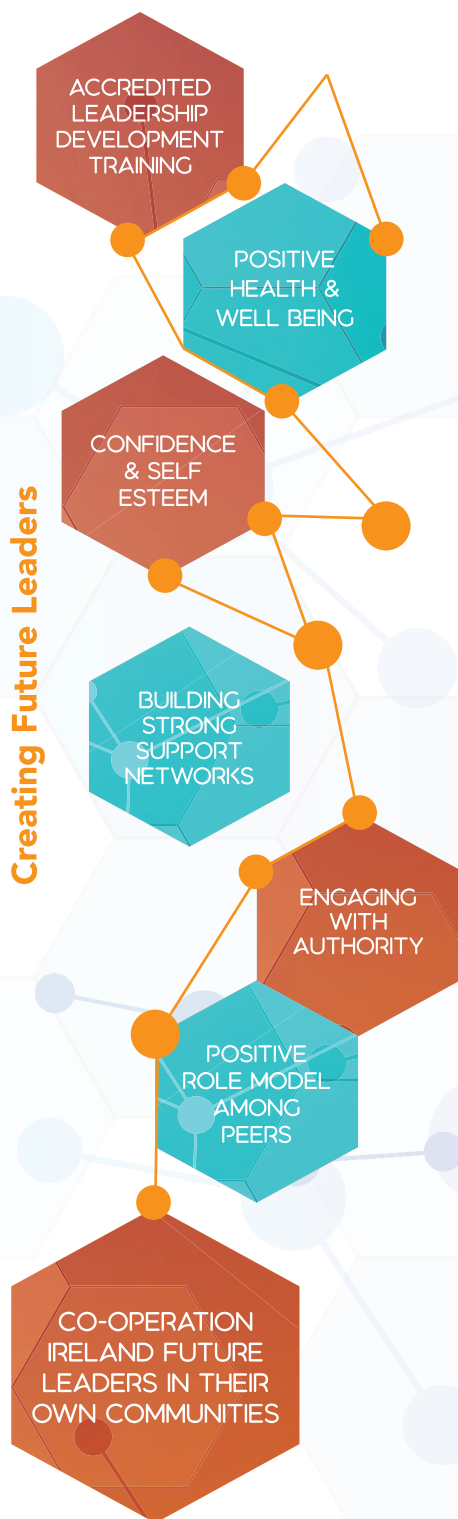 ACCREDITED
LEADERSHIP
DEVELOPMENT
TRAINING
POSITIVE
HEALTH &
WELL BEING
CONFIDENCE
& SELF
ESTEEM
Creating Future Leaders
BUILDING
STRONG
SUPPORT
NETWORKS
ENGAGING
WITH
AUTHORITY
POSITIVE
ROLE MODEL
AMONG
PEERS
CO-OPERATION
IRELAND FUTURE
LEADERS IN THEIR
OWN COMMUNITIES